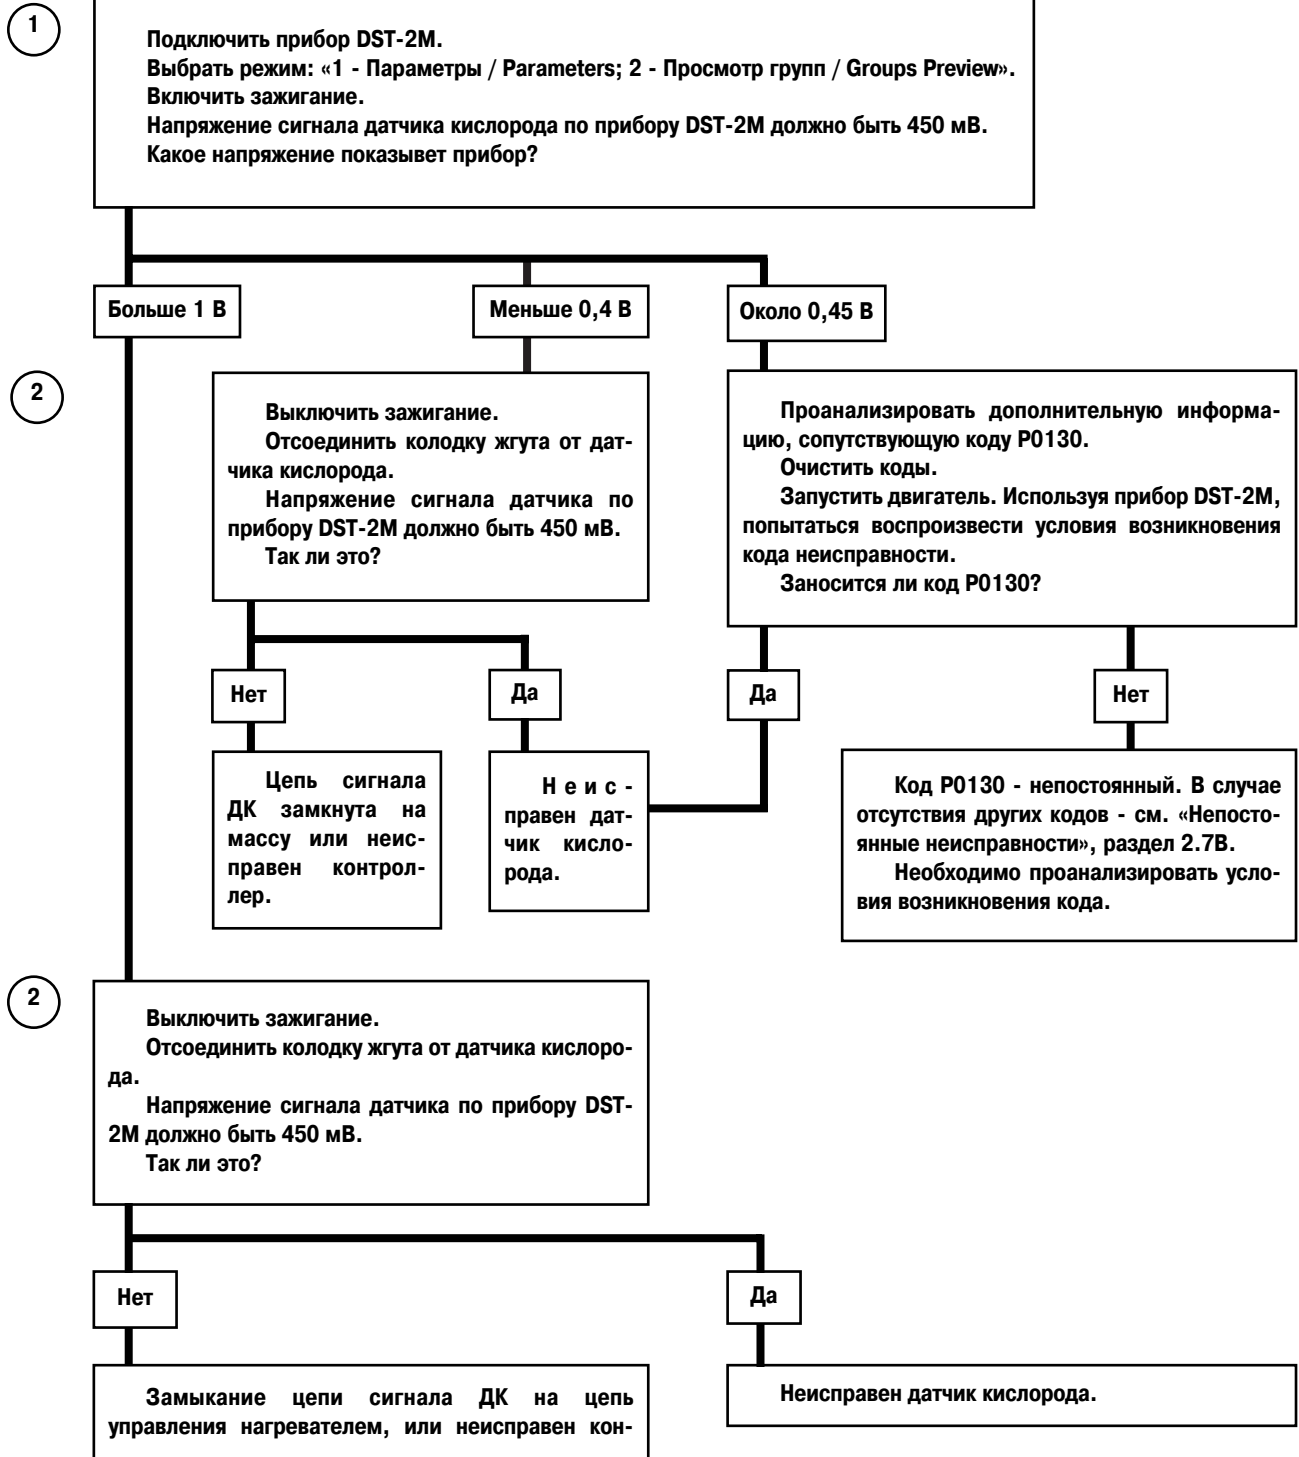 1
Подключить прибор DST-2M.
Выбрать режим: «1 - Параметры / Parameters; 2 - Просмотр групп / Groups Preview».
Включить зажигание.
Напряжение сигнала датчика кислорода по прибору DST-2M должно быть 450 мВ.
Какое напряжение показывет прибор?
Больше 1 В
Меньше 0,4 В
Около 0,45 В
2
Выключить зажигание.
Отсоединить колодку жгута от дат-
чика кислорода.
Напряжение сигнала датчика по
прибору DST-2M должно быть 450 мВ.
Так ли это?
Проанализировать дополнительную информа-
цию, сопутствующую коду P0130.
Очистить коды.
Запустить двигатель. Используя прибор DST-2M,
попытаться воспроизвести условия возникновения
кода неисправности.
Заносится ли код P0130?
Нет
Да
Да
Нет
Цепь сигнала
ДК замкнута на
массу или неис-
правен контрол-
лер.
Н е и с -
правен дат-
чик кисло-
рода.
Код P0130 - непостоянный. В случае
отсутствия других кодов - см. «Непосто-
янные неисправности», раздел 2.7В.
Необходимо проанализировать усло-
вия возникновения кода.
2
Выключить зажигание.
Отсоединить колодку жгута от датчика кислоро-
да.
Напряжение сигнала датчика по прибору DST-
2M должно быть 450 мВ.
Так ли это?
Нет
Да
Замыкание цепи сигнала ДК на цепь
управления нагревателем, или неисправен кон-
Неисправен датчик кислорода.